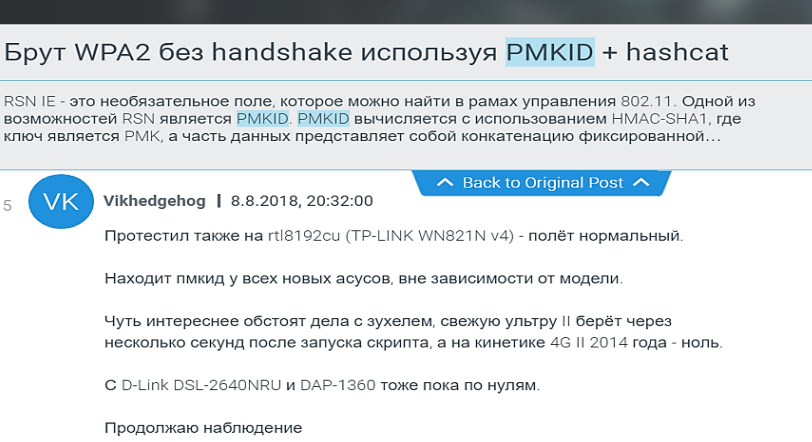 Брут WPA2 без handshake используя PMKID + hashcat
RSN IE - это необязательное поле, которое можно найти в рамках управления 802.11. Одной из
возможностей RSN является PMKID. PMKID вычисляется с использованием HMAC-SHA1, где
ключ является PMK, а часть данных представляет собой конкатенацию фиксированной...
Back to Original Post
5
VK
Vikhedgehog | 8.8.2018, 20:32:00
Протестил также на rtl8192cu (TP-LINK WN821N v4) - полёт нормальный.
Находит пмкид у всех новых асусов, вне зависимости от модели.
Чуть интереснее обстоят дела с зухелем, свежую ультру II берёт через
несколько секунд после запуска скрипта, а на кинетике 4G II 2014 года - ноль.
С D-Link DSL-2640NRU и DAP-1360 тоже пока по нулям.
Продолжаю наблюдение